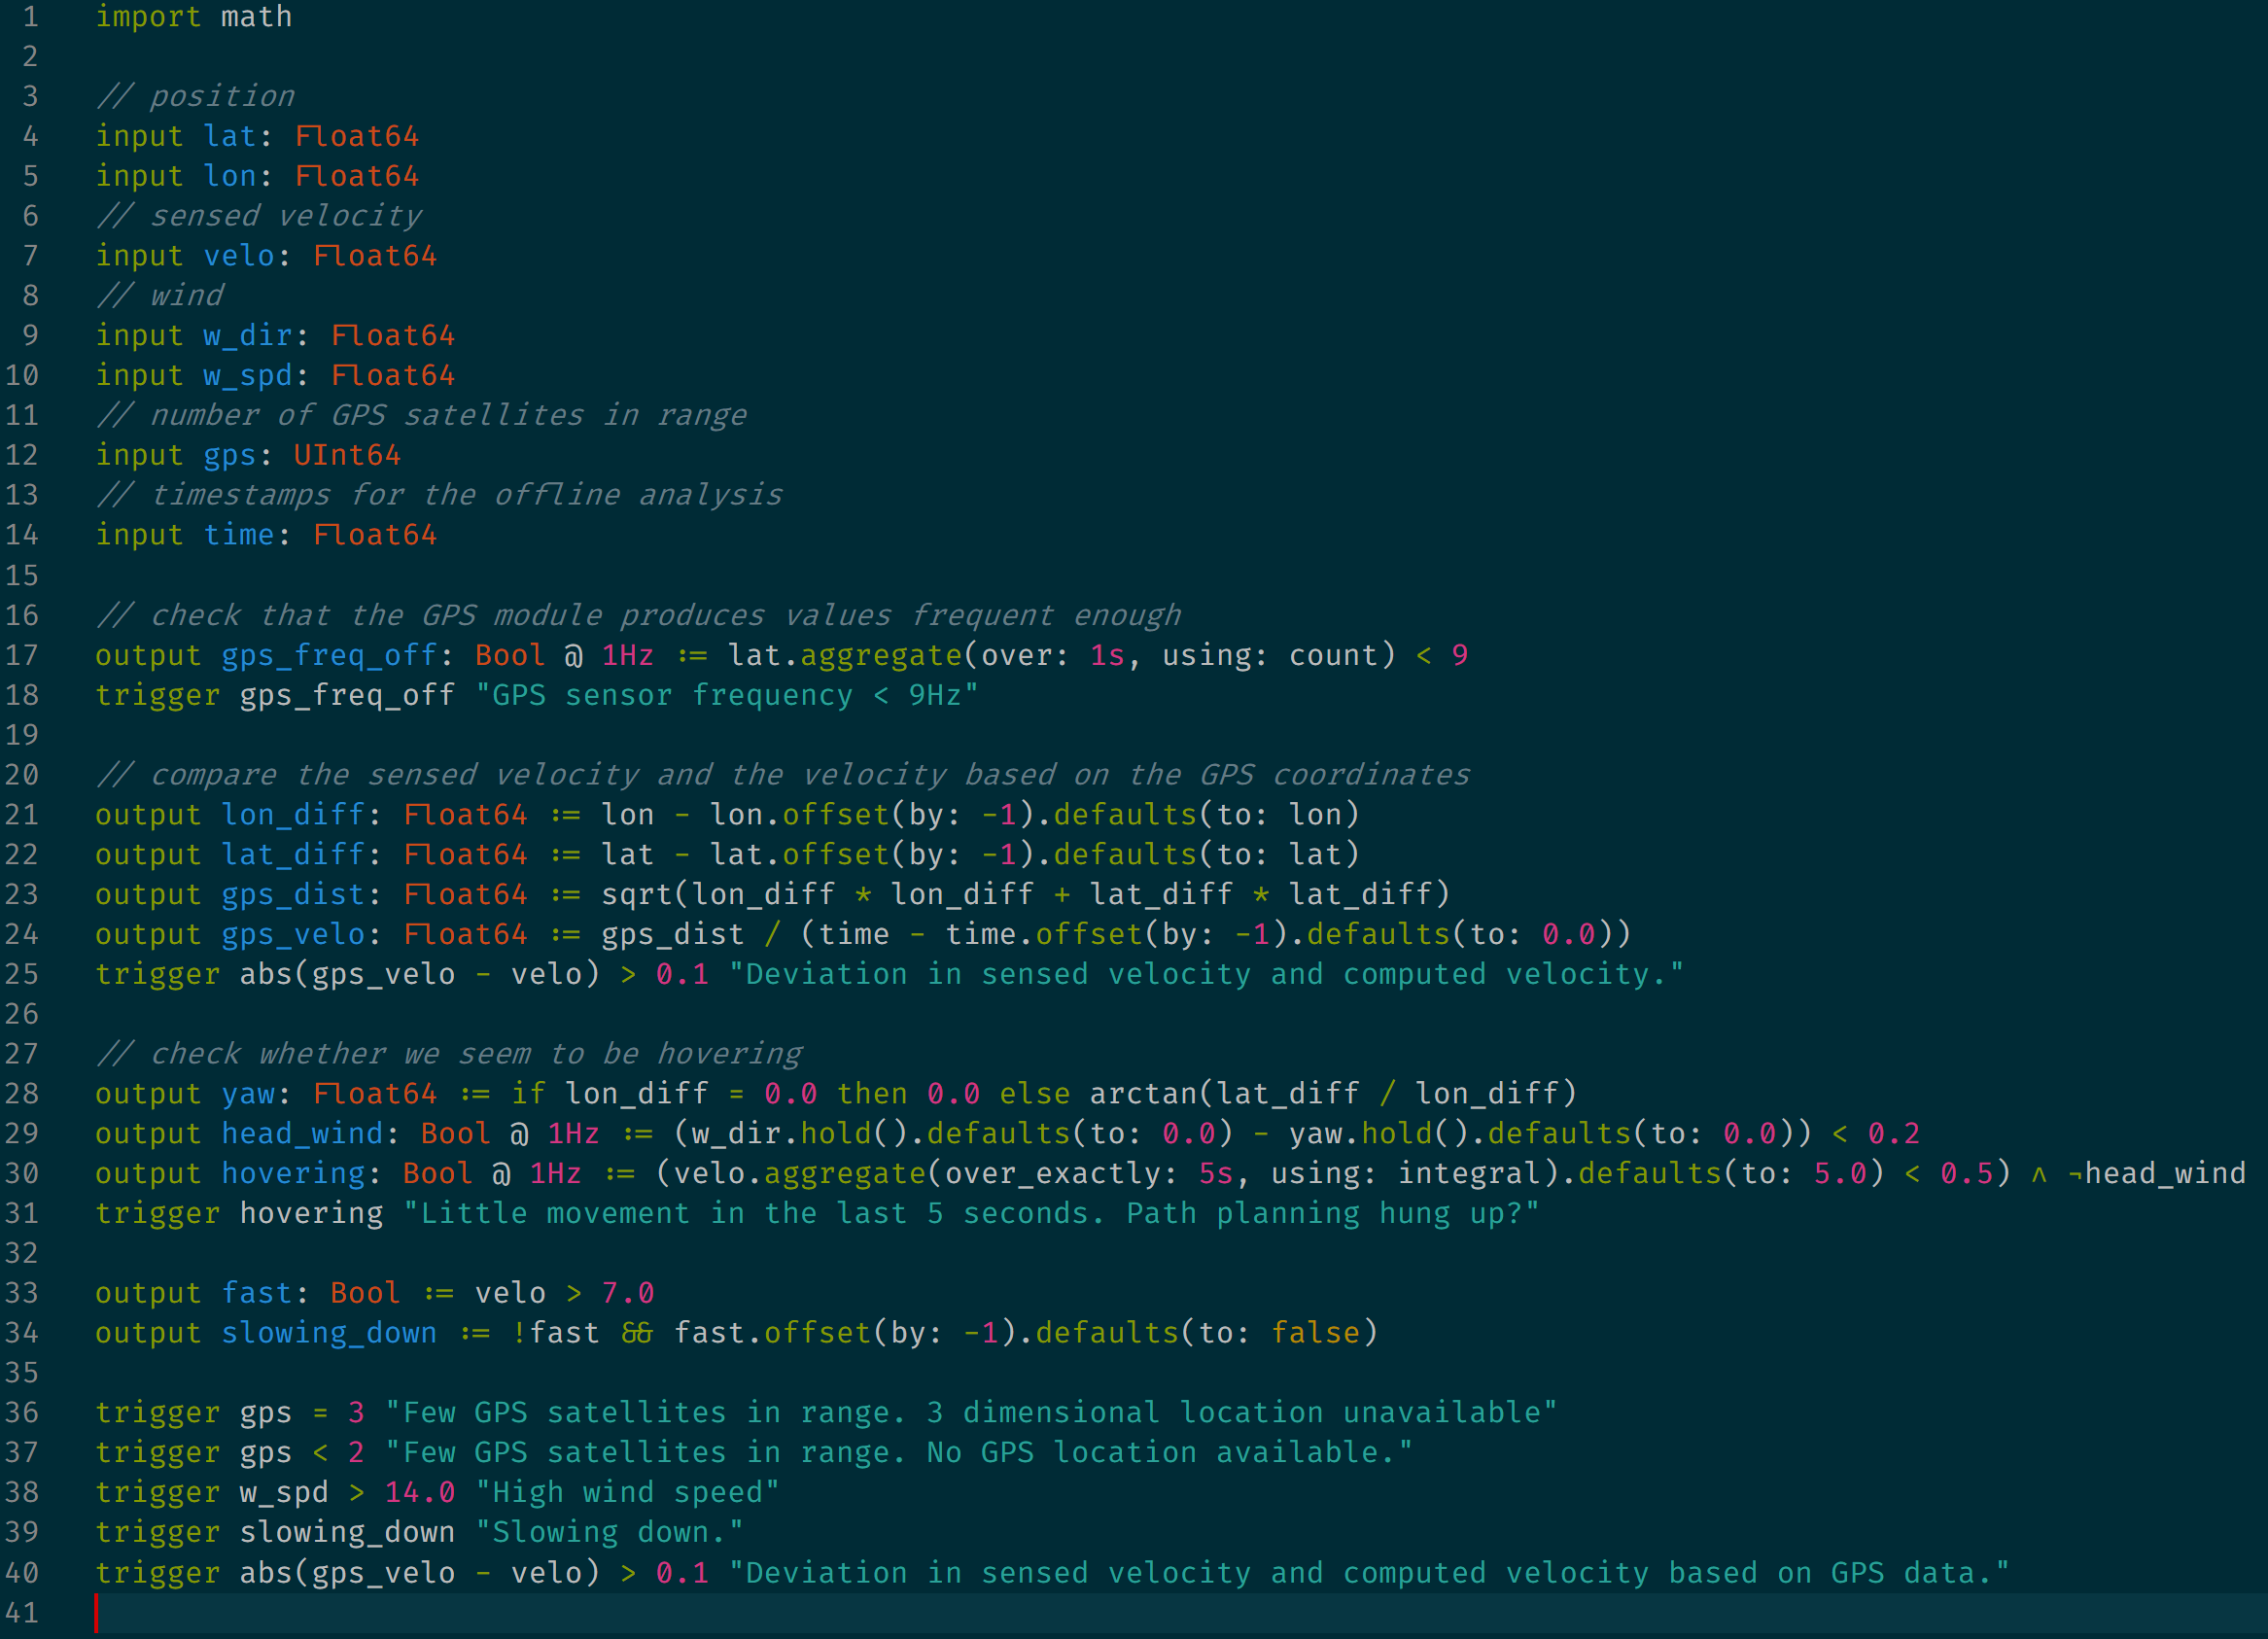 1 import math
2
3 // position
4 input lat: Float64
5 input lon: Float64
6 // sensed velocity
7 input velo: Float64
8 // wind
9 input w_dir: Float64
10 input w_spd: Float64
11 // number of GPS satellites in range
12 input gps: UInt64
13 // timestamps for the offline analysis
14 input time: Float64
15
16 // check that the GPS module produces values frequent enough
17 output gps_freq_off: Bool @ 1Hz := lat.aggregate(over: 1s, using: count) < 9
18 trigger gps_freq_off "GPS sensor frequency < 9Hz"
19
20 // compare the sensed velocity and the velocity based on the GPS coordinates
21 output lon_diff: Float64 := lon - lon.offset(by: -1).defaults(to: lon)
22 output lat_diff: Float64 := lat - lat.offset(by: -1).defaults(to: lat)
23 output gps_dist: Float64 := sqrt(lon_diff * lon_diff + lat_diff * lat_diff)
24 output gps_velo: Float64 := gps_dist / (time - time.offset(by: -1).defaults(to: 0.0))
25 trigger abs(gps_velo - velo) > 0.1 "Deviation in sensed velocity and computed velocity."
26
27 // check whether we seem to be hovering
28 output yaw: Float64 := if lon_diff = 0.0 then 0.0 else arctan(lat_diff / lon_diff)
29 output head_wind: Bool @ 1Hz := (w_dir.hold().defaults(to: 0.0) - yaw.hold().defaults(to: 0.0)) < 0.2
30 output hovering: Bool @ 1Hz := (velo.aggregate(over_exactly: 5s, using: integral).defaults(to: 5.0) < 0.5) ∧ ¬head_wind
31 trigger hovering "Little movement in the last 5 seconds. Path planning hung up?"
32
33 output fast: Bool := velo > 7.0
34 output slowing_down := !fast && fast.offset(by: -1).defaults(to: false)
35
36 trigger gps = 3 "Few GPS satellites in range. 3 dimensional location unavailable"
37 trigger gps < 2 "Few GPS satellites in range. No GPS location available."
38 trigger w_spd > 14.0 "High wind speed"
39 trigger slowing_down "Slowing down."
40 trigger abs(gps_velo - velo) > 0.1 "Deviation in sensed velocity and computed velocity based on GPS data."
41